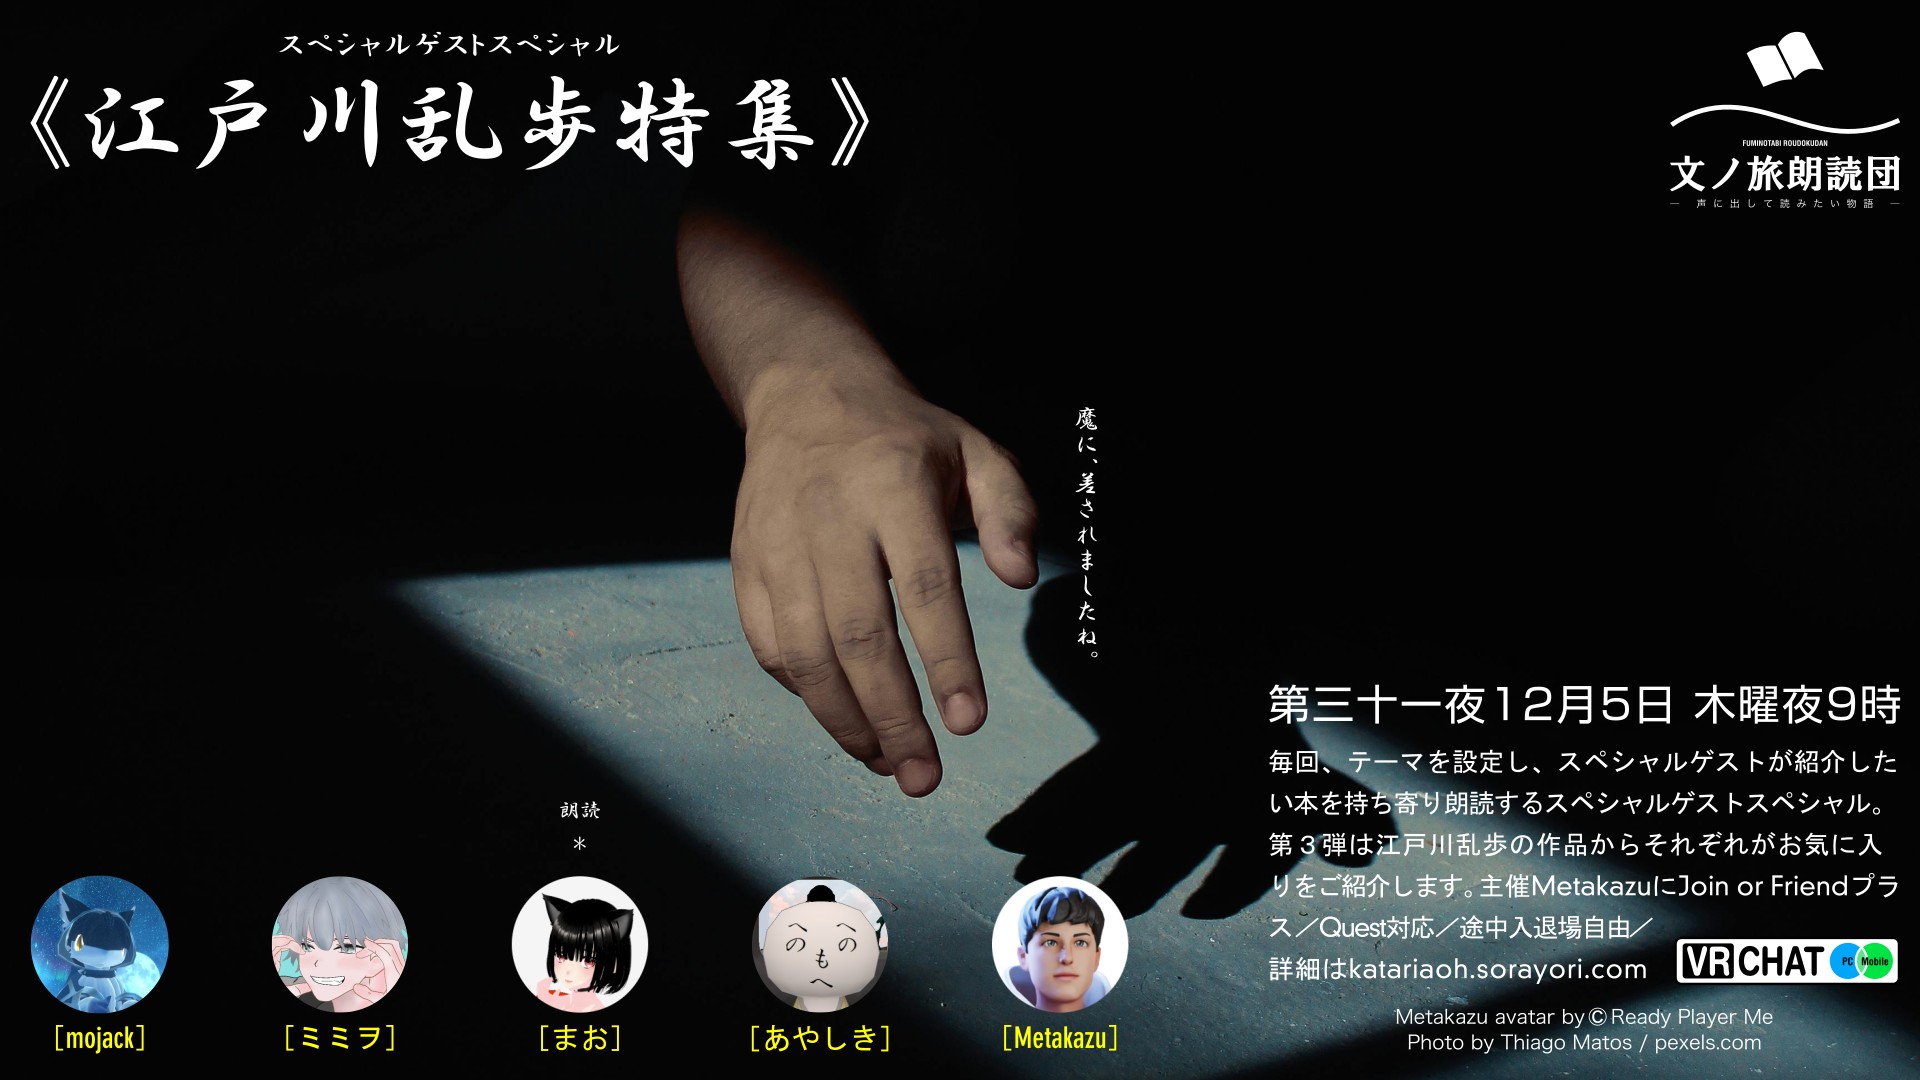 スペシャルゲストスペシャル
《江戸川乱歩特集》
FUMINOTABI ROUDOKUDAN
文ノ旅朗読団
— 声に出して読みたい物語 —
魔に、差されましたね。
第三十一夜12月5日 木曜夜9時
毎回、テーマを設定し、スペシャルゲストが紹介した
い本を持ち寄り朗読するスペシャルゲストスペシャル。
第3弾は江戸川乱歩の作品からそれぞれがお気に入
りをご紹介します。主催MetakazuにJoin or Friendプラ
ス／Quest対応／途中入退場自由／
詳細はkatariaoh.sorayori.com
VRCHAT PC Mobile
朗読
＊
への への も へ
［mojack］
［ミミヲ］
［まお］
［あやしき］
［Metakazu］
Metakazu avatar by©Ready Player Me
Photo by Thiago Matos / pexels.com